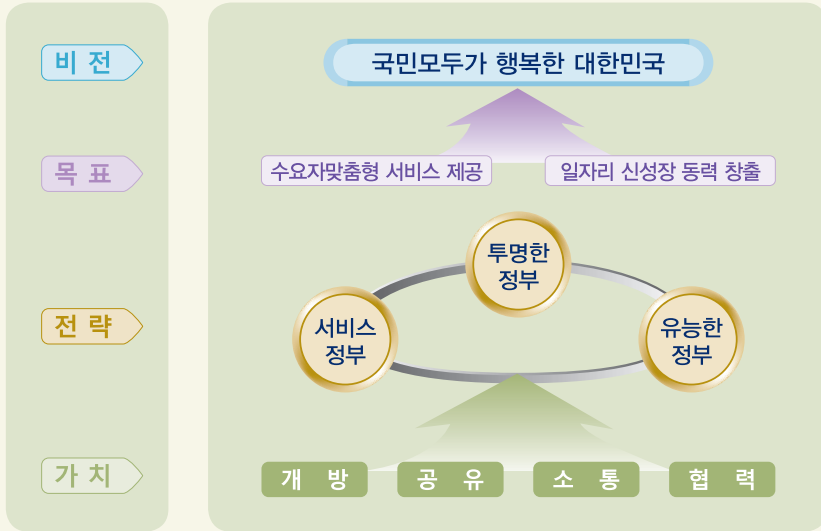 비 전
국민모두가 행복한 대한민국
목 표
수요자맞춤형 서비스 제공
일자리 신성장 동력 창출
전 략
투명한
정부
서비스
정부
유능한
정부
가 치
개 방
공 유
소 통
협 력